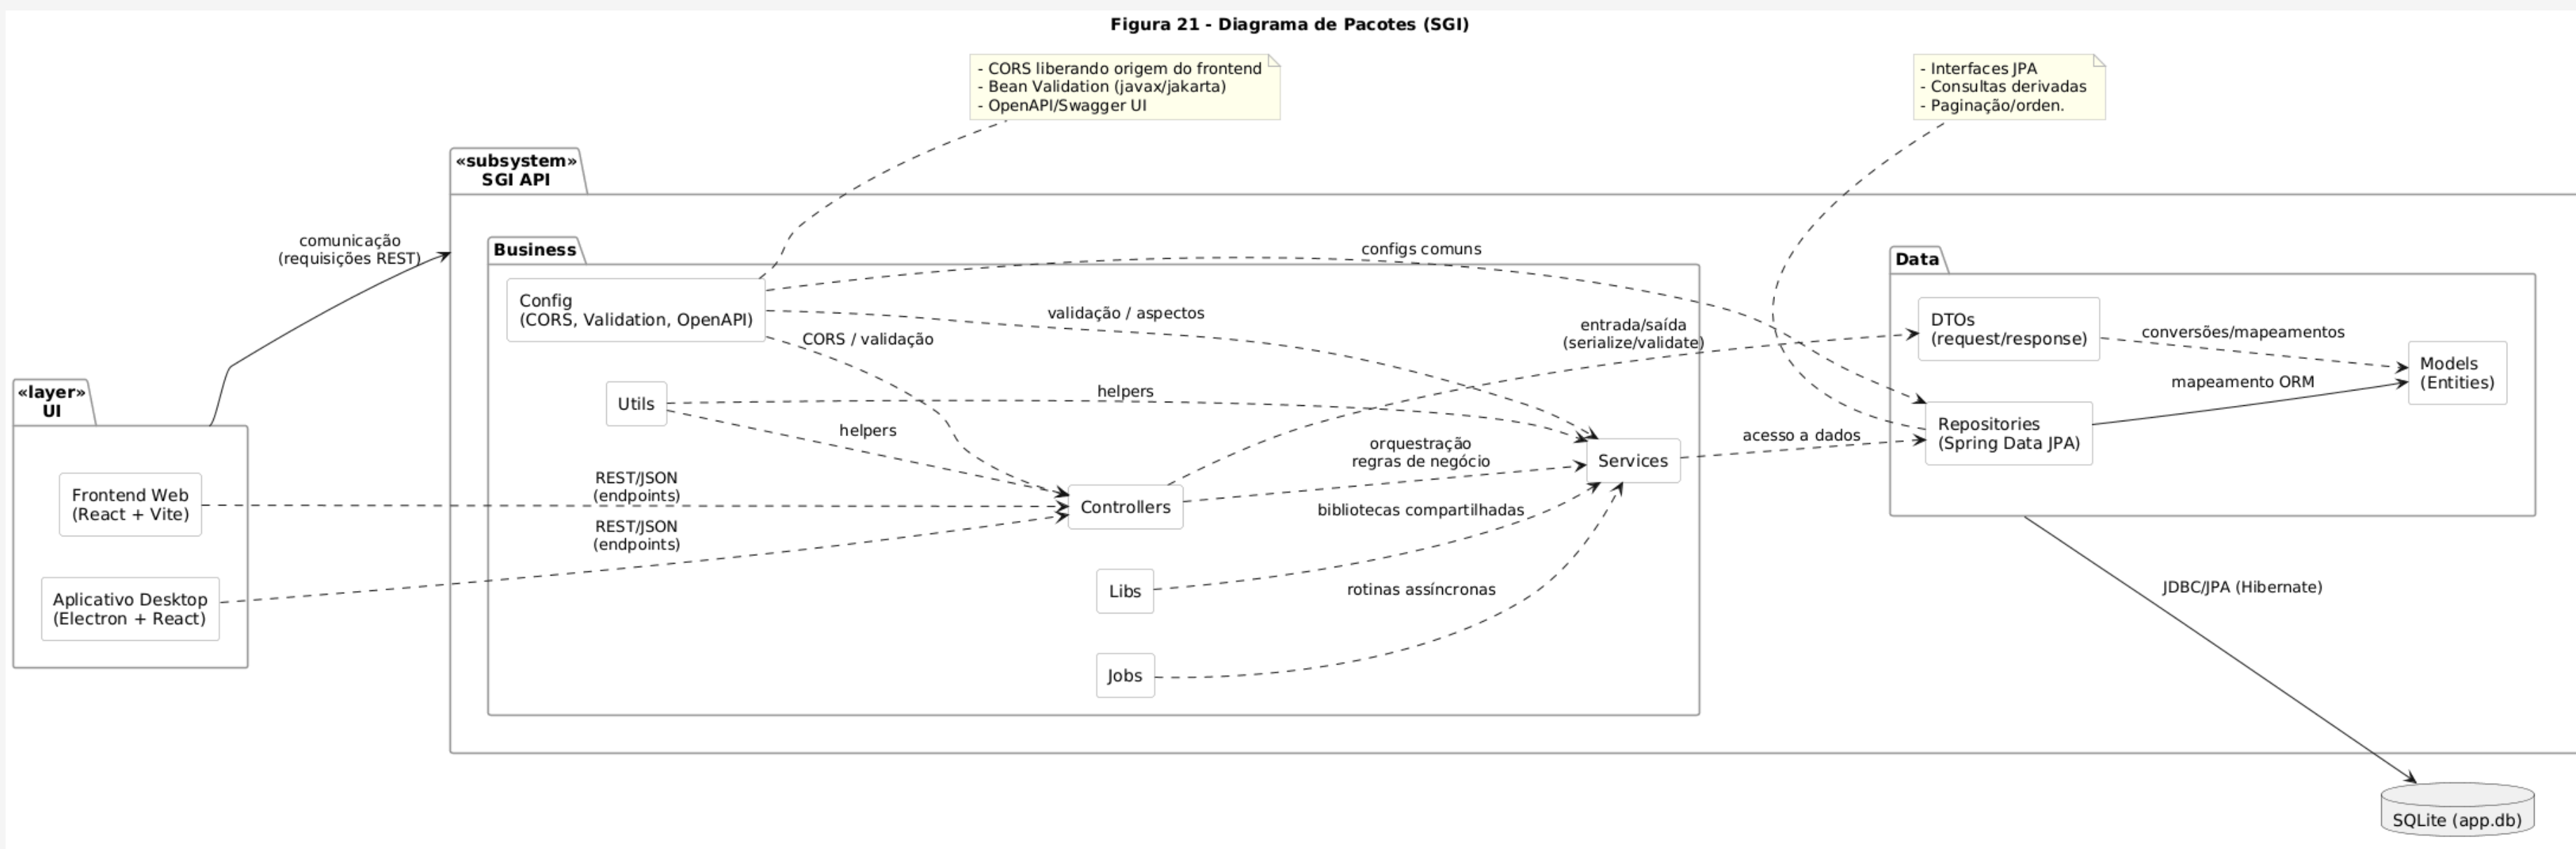 Figura 21 - Diagrama de Pacotes (SGI)
- CORS liberando origem do frontend
- Bean Validation (javax/jakarta)
- OpenAPI/Swagger UI
- Interfaces JPA
- Consultas derivadas
- Paginação/orden.
«subsystem»
SGI API
comunicação
(requisições REST)
Business
configs comuns
Data
Config
(CORS, Validation, OpenAPI)
validação / aspectos
CORS / validação
entrada/saída
(serialize/validate)
DTOs
(request/response)
conversões/mapeamentos
Models
(Entities)
mapeamento ORM
«layer»
UI
Utils
helpers
helpers
orquestração
regras de negócio
Services
acesso a dados
Repositories
(Spring Data JPA)
Frontend Web
(React + Vite)
REST/JSON
(endpoints)
REST/JSON
(endpoints)
Controllers
bibliotecas compartilhadas
Aplicativo Desktop
(Electron + React)
Libs
rotinas assíncronas
JDBC/JPA (Hibernate)
Jobs
SQLite (app.db)